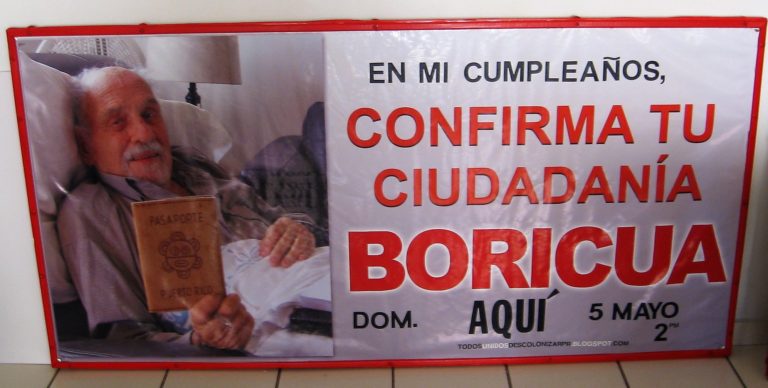 EN MI CUMPLEAÑOS,
CONFIRMA TU
CIUDADANÍA
BORICUA
DOM. AQUÍ 5 MAYO
2PM
TODOSUNIDOSDESCOLONIZARPR.BLOGSPOT.COM
PASAPORTE
PUERTO RICO